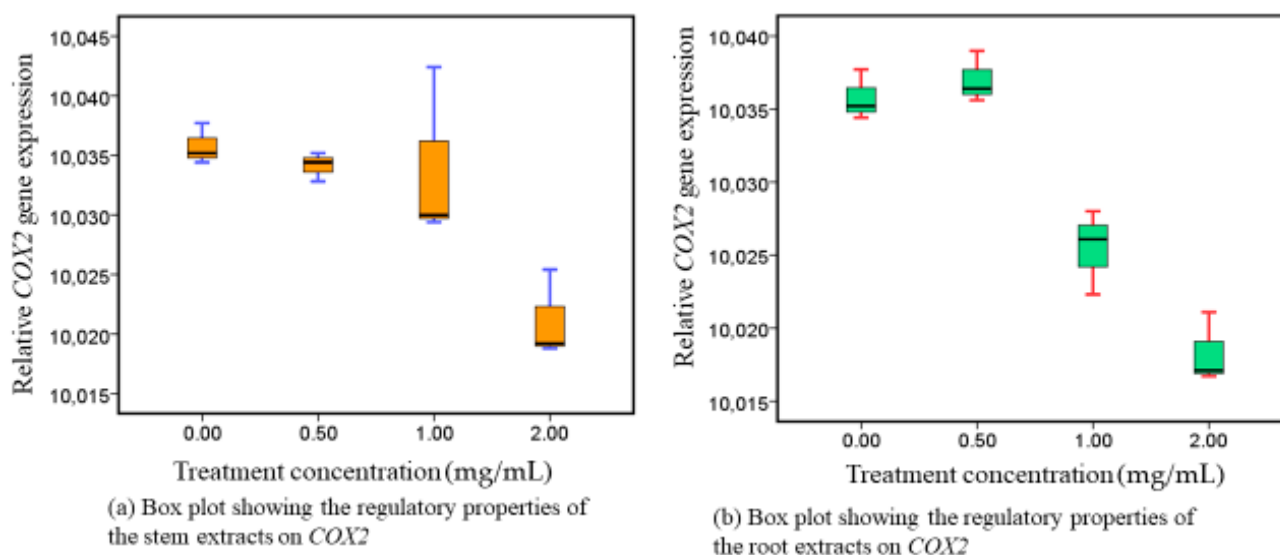 Relative COX2 gene expression
10,045
10,040
10,035
10,030
10,025
10,020
10,015
0.00 0.50 1.00 2.00
Treatment concentration (mg/mL)
(a) Box plot showing the regulatory properties of
the stem extracts on COX2
Relative COX2 gene expression
10,040
10,035
10,030
10,025
10,020
10,015
0.00 0.50 1.00 2.00
Treatment concentration (mg/mL)
(b) Box plot showing the regulatory properties of
the root extracts on COX2